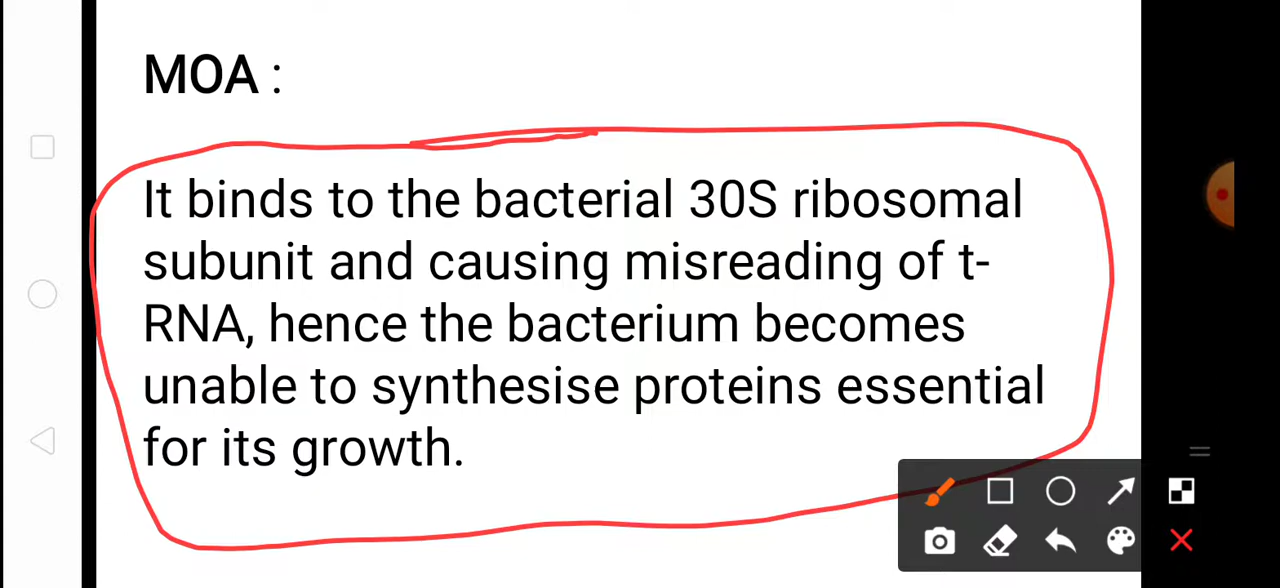 MOA :
It binds to the bacterial 30S ribosomal
subunit and causing misreading of t-
RNA, hence the bacterium becomes
unable to synthesise proteins essential
for its growth.